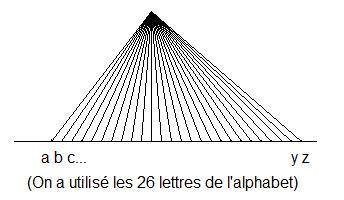 a b c... y z
(On a utilisé les 26 lettres de l'alphabet)